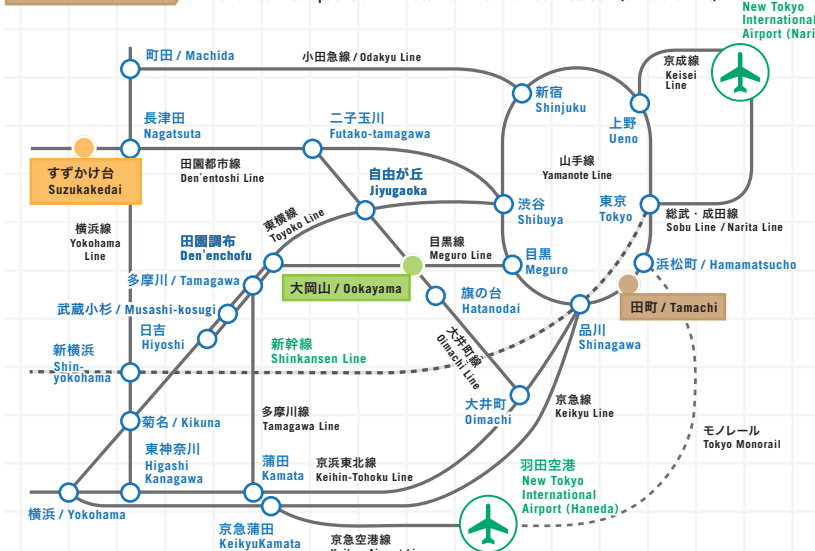 New Tokyo
International
Airport (Nari
町田 / Machida
小田急線 / Odakyu Line
京成線
Keisei
Line
新宿
Shinjuku
上野
Ueno
長津田
Nagatsuta
二子玉川
Futako-tamagawa
すずかけ台
Suzukakedai
田園都市線
Den'entoshi Line
自由が丘
Jiyugaoka
山手線
Yamanote Line
渋谷
Shibuya
東京
Tokyo
総武・成田線
Sobu Line / Narita Line
横浜線
Yokohama
Line
東横線
Toyoko Line
田園調布
Den'enchofu
目黒線
Meguro Line
目黒
Meguro
浜松町 / Hamamatsucho
多摩川 / Tamagawa
大岡山 / Ookayama
旗の台
Hatanodai
田町 / Tamachi
武蔵小杉 / Musashi-kosugi
日吉
Hiyoshi
品川
Shinagawa
新横浜
Shin-
yokohama
新幹線
Shinkansen Line
大井町線
Oimachi Line
大井町
Oimachi
京急線
Keikyu Line
菊名 / Kikuna
多摩川線
Tamagawa Line
モノレール
Tokyo Monorail
東神奈川
Higashi
Kanagawa
蒲田
Kamata
京浜東北線
Keihin-Tohoku Line
羽田空港
New Tokyo
International
Airport (Haneda)
横浜 / Yokohama
京急蒲田
KeikyuKamata
京急空港線